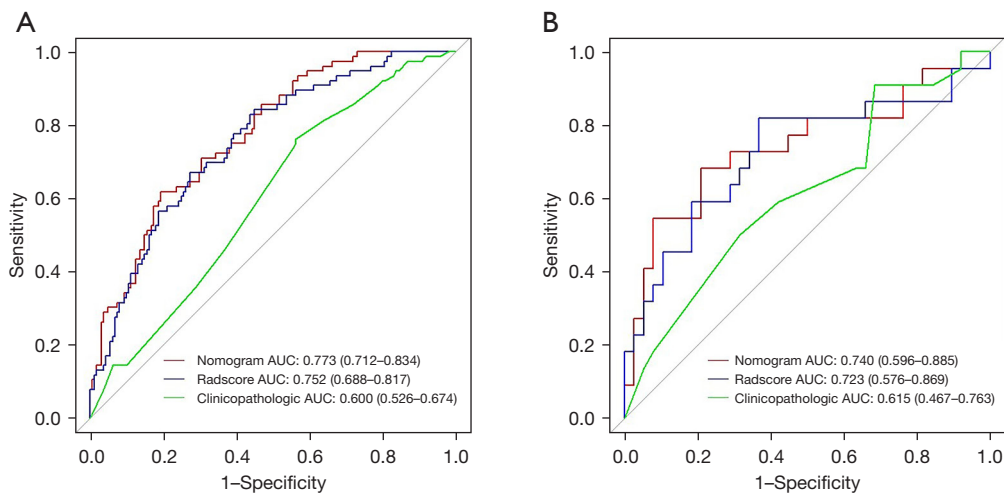 A
1.0
0.8
0.6
0.4
0.2
0.0
Sensitivity
Nomogram AUC: 0.773 (0.712–0.834)
Radscore AUC: 0.752 (0.688–0.817)
Clinicopathologic AUC: 0.600 (0.526–0.674)
0.0 0.2 0.4 0.6 0.8 1.0
1–Specificity
B
1.0
0.8
0.6
0.4
0.2
0.0
Sensitivity
Nomogram AUC: 0.740 (0.596–0.885)
Radscore AUC: 0.723 (0.576–0.869)
Clinicopathologic AUC: 0.615 (0.467–0.763)
0.0 0.2 0.4 0.6 0.8 1.0
1–Specificity